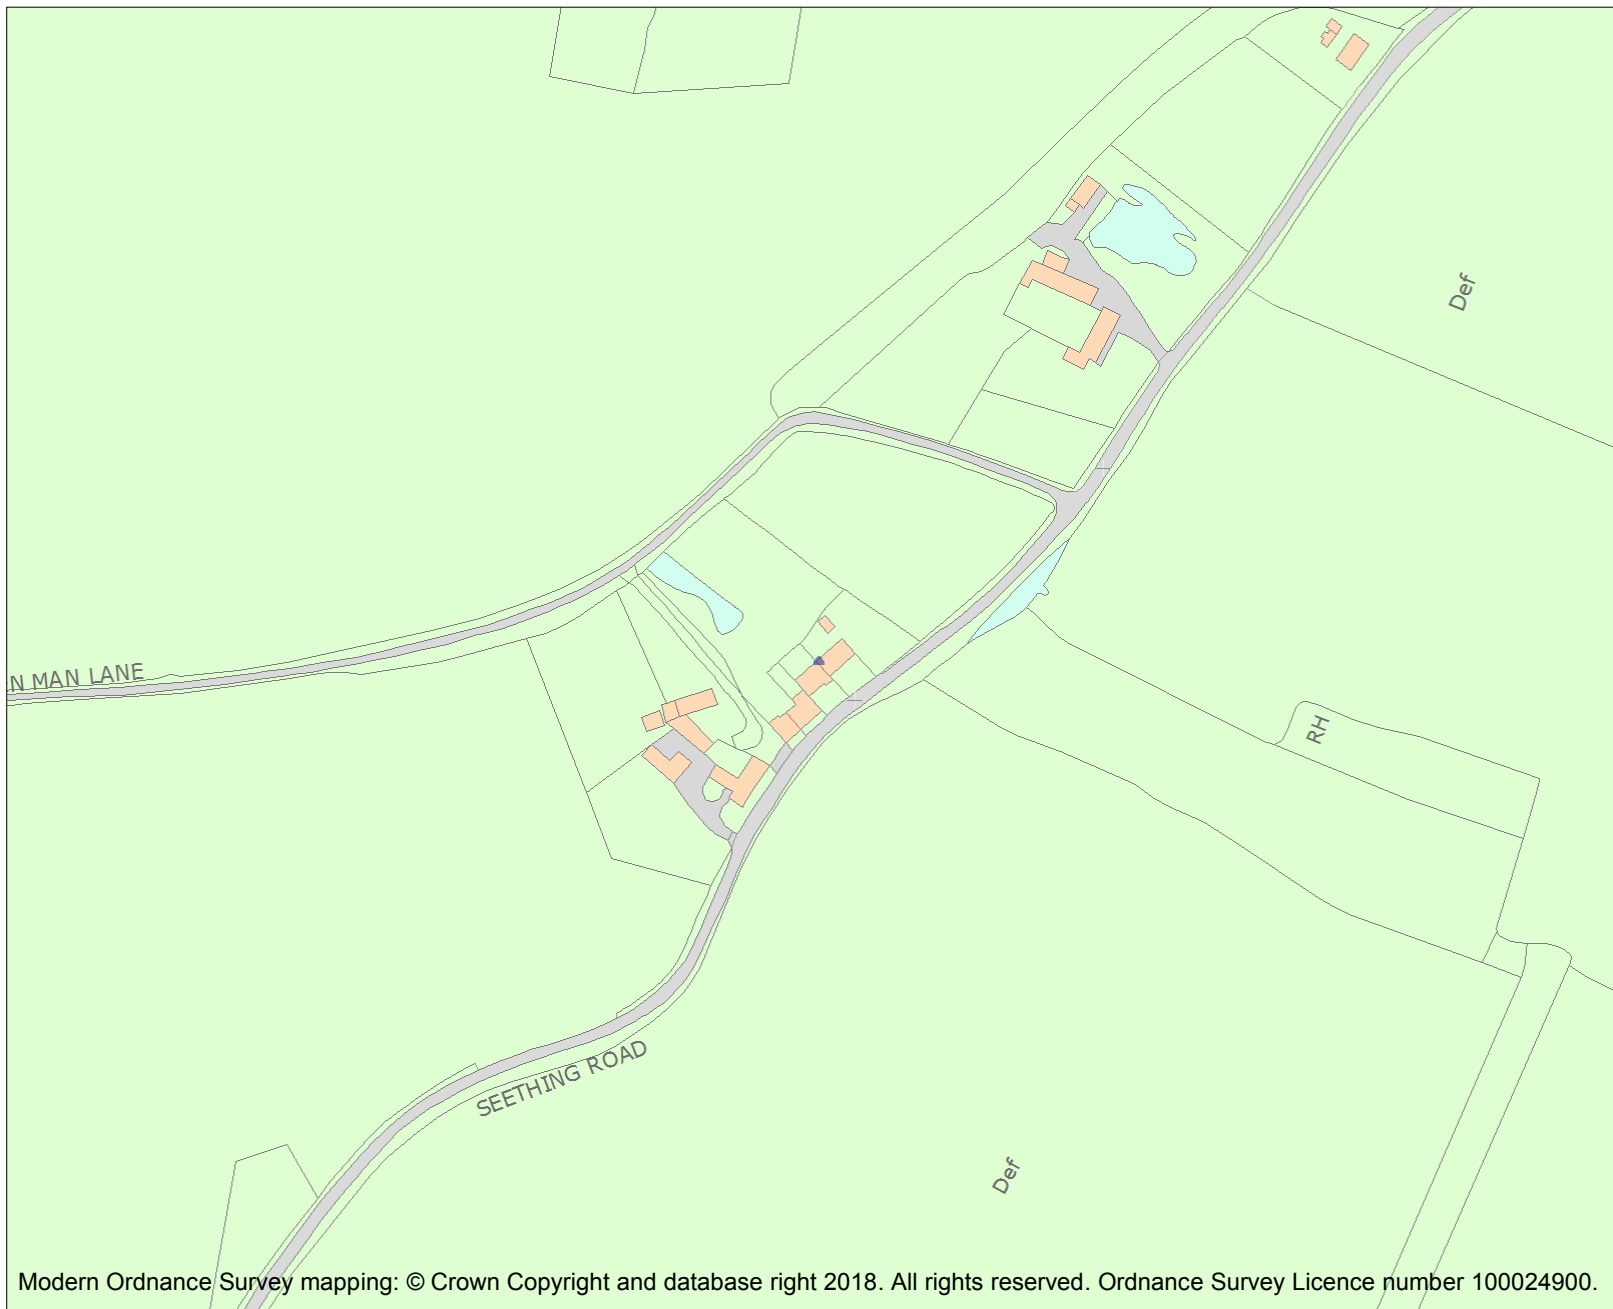 Def
N MAN LANE
RH
SEETHING ROAD
Def
Modern Ordnance Survey mapping: © Crown Copyright and database right 2018. All rights reserved. Ordnance Survey Licence number 100024900.